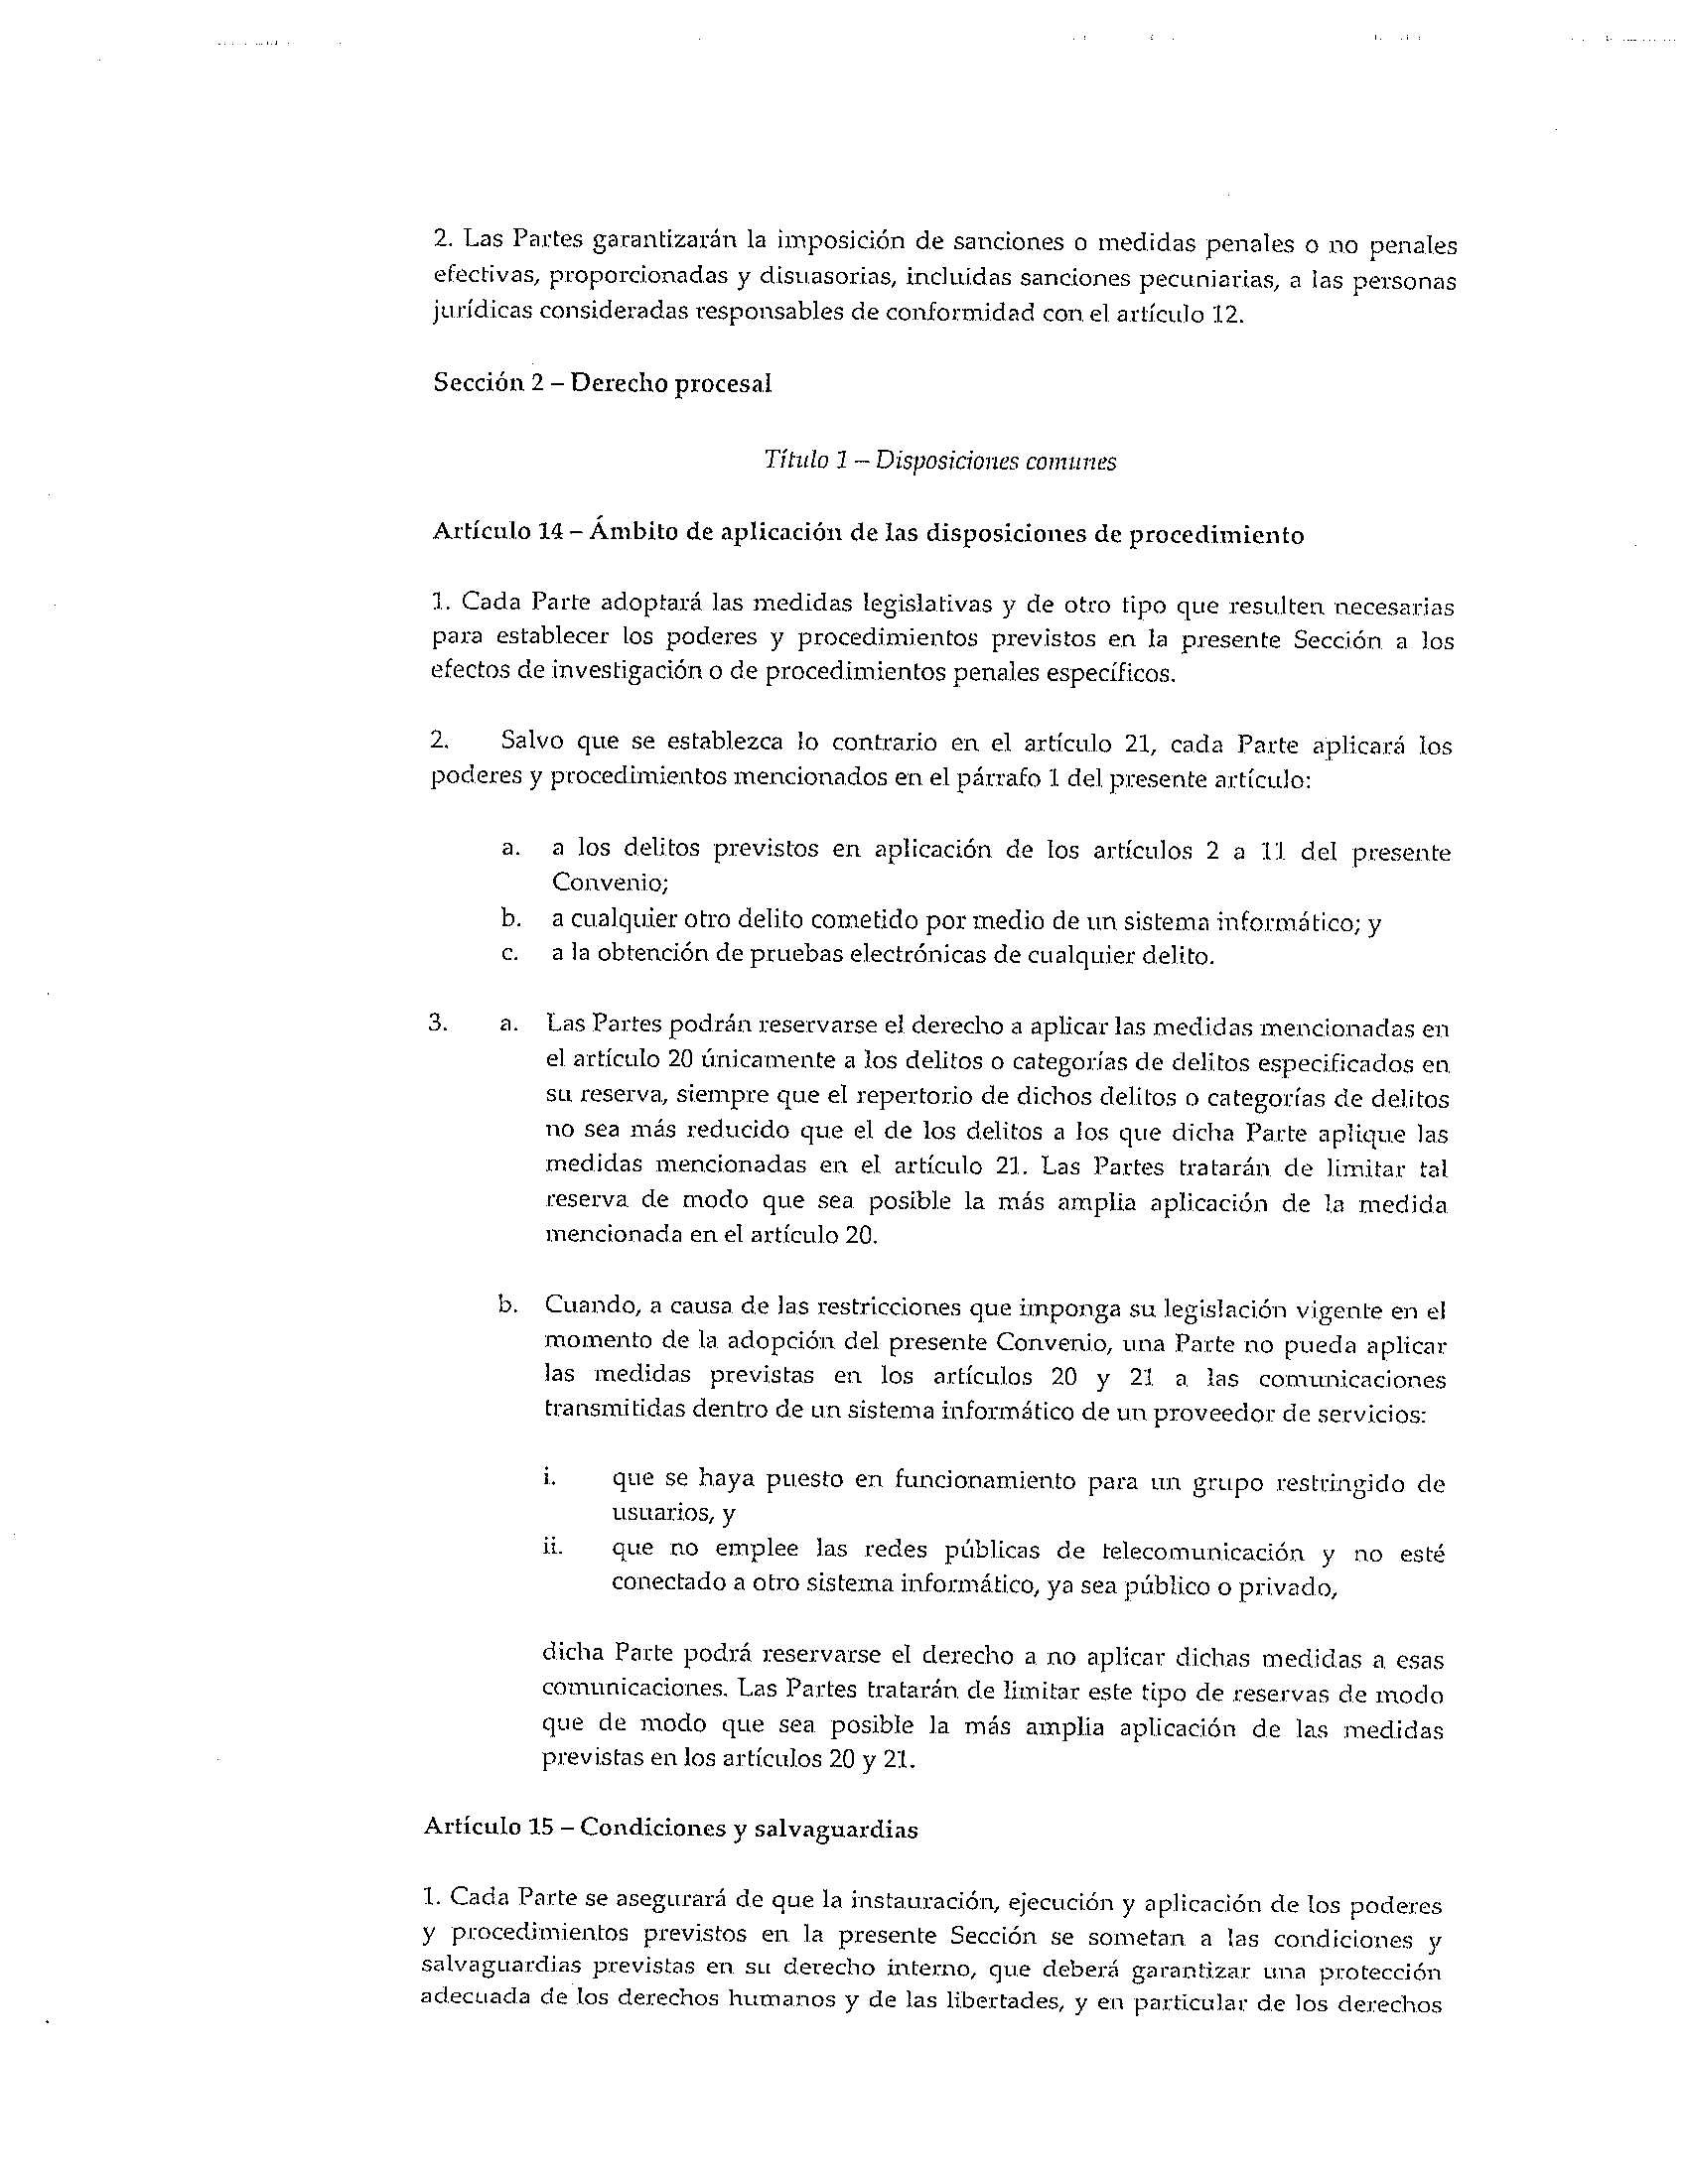 2. Las Partes garantizarán la imposición de sanciones o medidas penales o no penales
efectivas, proporcionadas y disuasorias, incluidas sanciones pecuniarias, a las personas
jurídicas consideradas responsables de conformidad con el artículo 12.
Sección 2 – Derecho procesal
Título 1 – Disposiciones comunes
Artículo 14 – Ámbito de aplicación de las disposiciones de procedimiento
1. Cada Parte adoptará las medidas legislativas y de otro tipo que resulten necesarias
para establecer los poderes y procedimientos previstos en la presente Sección a los
efectos de investigación o de procedimientos penales específicos.
2. Salvo que se establezca lo contrario en el artículo 21, cada Parte aplicará los
poderes y procedimientos mencionados en el párrafo 1 del presente artículo:
a. a los delitos previstos en aplicación de los artículos 2 a 11 del presente
Convenio;
b. a cualquier otro delito cometido por medio de un sistema informático; y
c. a la obtención de pruebas electrónicas de cualquier delito.
3. a. Las Partes podrán reservarse el derecho a aplicar las medidas mencionadas en
el artículo 20 únicamente a los delitos o categorías de delitos especificados en
su reserva, siempre que el repertorio de dichos delitos o categorías de delitos
no sea más reducido que el de los delitos a los que dicha Parte aplique las
medidas mencionadas en el artículo 21. Las Partes tratarán de limitar tal
reserva de modo que sea posible la más amplia aplicación de la medida
mencionada en el artículo 20.
b. Cuando, a causa de las restricciones que imponga su legislación vigente en el
momento de la adopción del presente Convenio, una Parte no pueda aplicar
las medidas previstas en los artículos 20 y 21 a las comunicaciones
transmitidas dentro de un sistema informático de un proveedor de servicios:
i. que se haya puesto en funcionamiento para un grupo restringido de
usuarios, y
ii. que no emplee las redes públicas de telecomunicación y no esté
conectado a otro sistema informático, ya sea público o privado,
dicha Parte podrá reservarse el derecho a no aplicar dichas medidas a esas
comunicaciones. Las Partes tratarán de limitar este tipo de reservas de modo
que de modo que sea posible la más amplia aplicación de las medidas
previstas en los artículos 20 y 21.
Artículo 15 – Condiciones y salvaguardias
1. Cada Parte se asegurará de que la instauración, ejecución y aplicación de los poderes
y procedimientos previstos en la presente Sección se sometan a las condiciones y
salvaguardias previstas en su derecho interno, que deberá garantizar una protección
adecuada de los derechos humanos y de las libertades, y en particular de los derechos